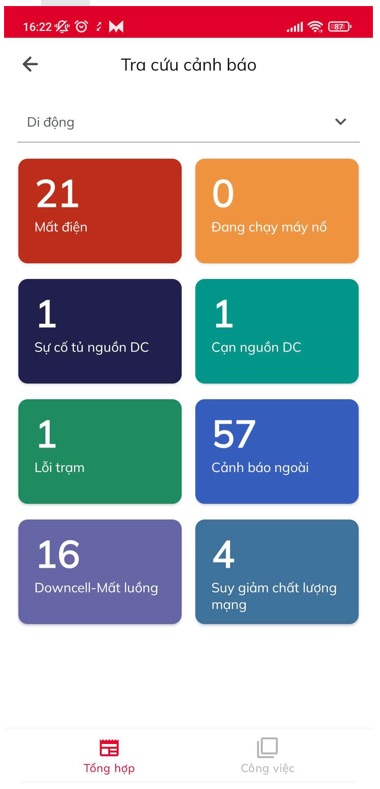 16:22
87
Tra cứu cảnh báo
Di động
21
Mất điện
0
Đang chạy máy nổ
1
Sự cố tủ nguồn DC
1
Cạn nguồn DC
1
Lỗi trạm
57
Cảnh báo ngoài
16
Downcell-Mất luồng
4
Suy giảm chất lượng
mạng
Tổng hợp
Công việc